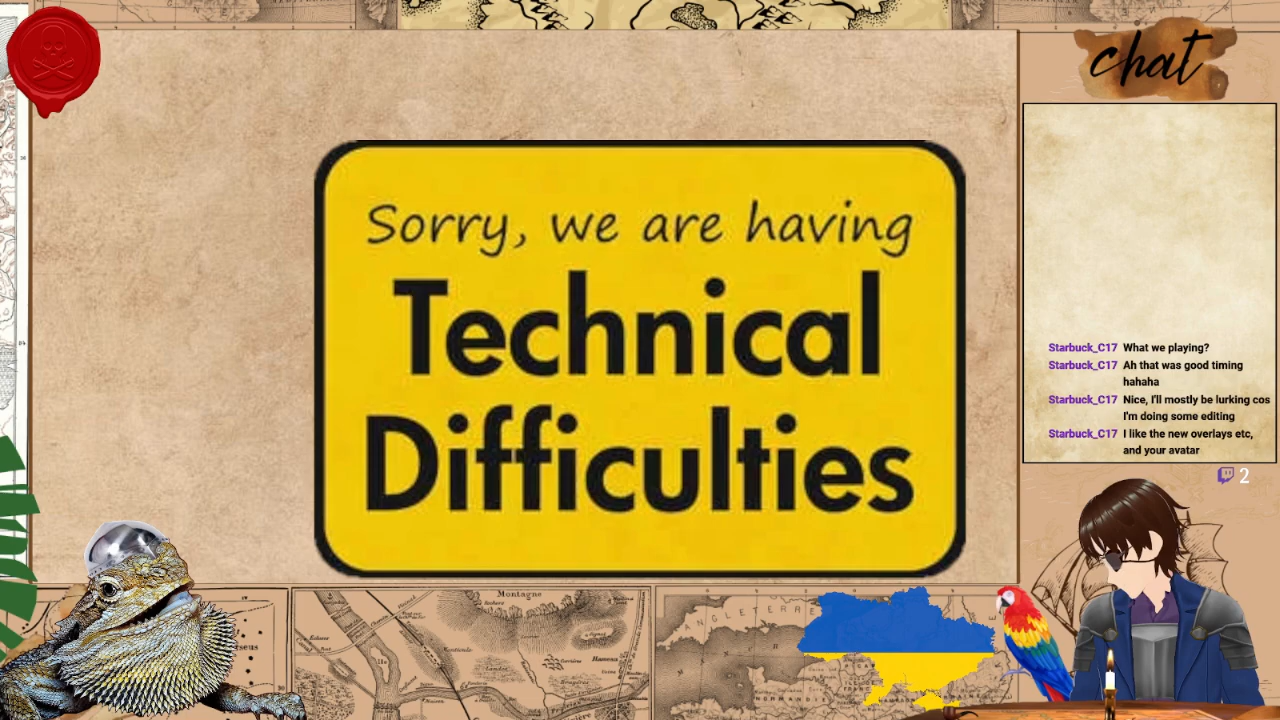 chat
Sorry, we are having
Technical
Difficulties
Starbuck_C17 What we playing?
Starbuck_C17 Ah that was good timing
hahaha
Starbuck_C17 Nice, I'll mostly be lurking cos
I'm doing some editing
Starbuck_C17 I like the new overlays etc,
and your avatar
2
Montagne